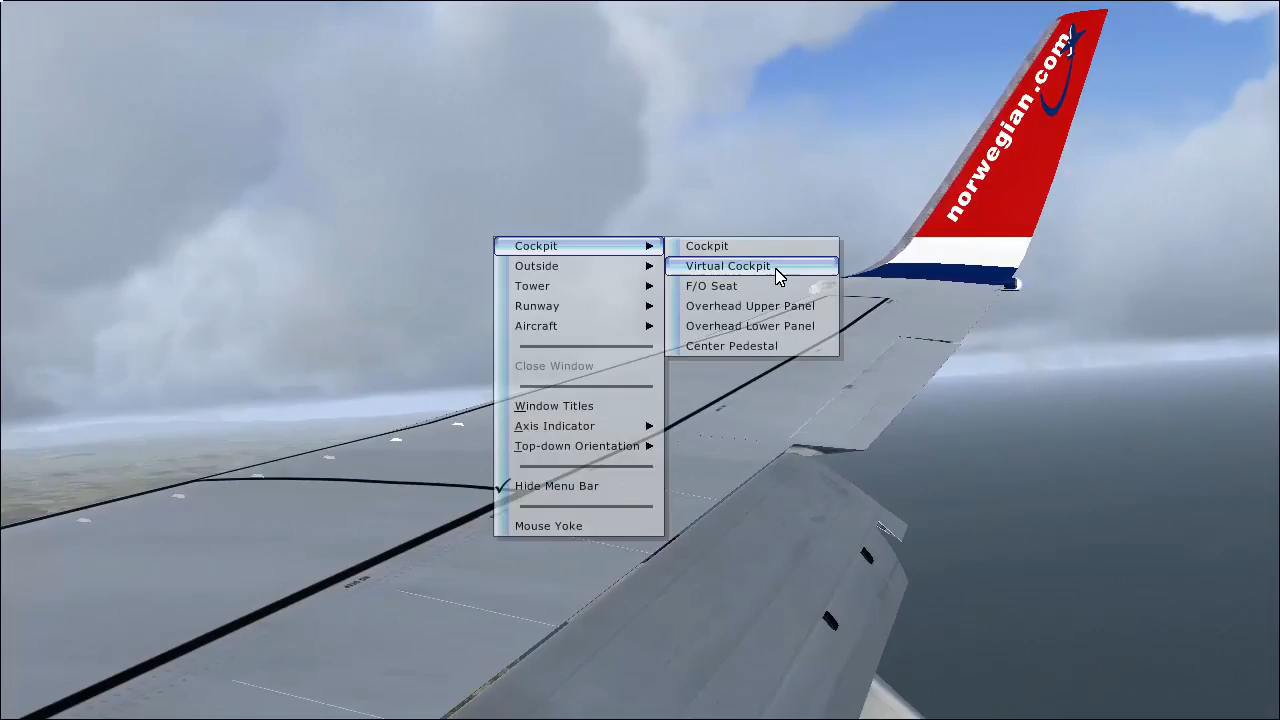 norwegian.com
Cockpit
Outside
Tower
Runway
Aircraft
Close Window
Window Titles
Axis Indicator
Top-down Orientation
Hide Menu Bar
Mouse Yoke
Cockpit
Virtual Cockpit
F/O Seat
Overhead Upper Panel
Overhead Lower Panel
Center Pedestal